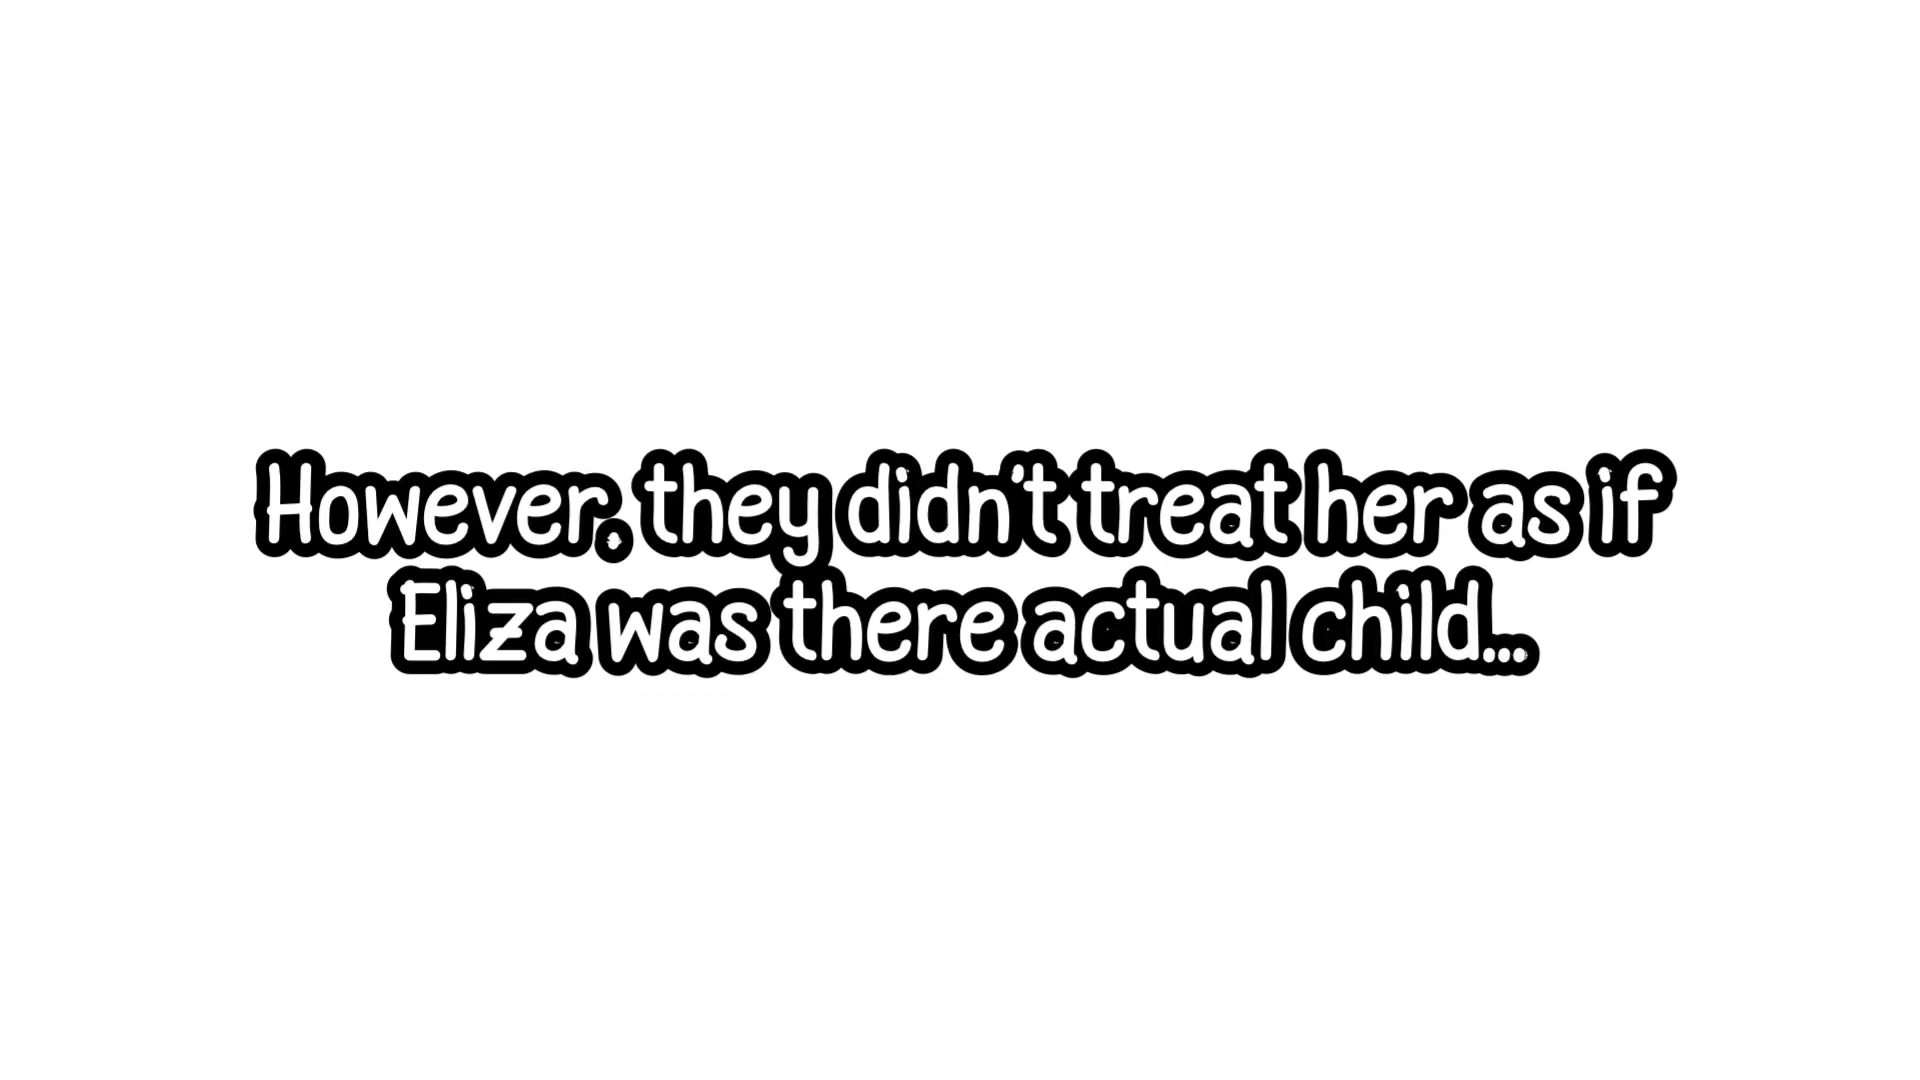 However, they didn't treat her as if
Eliza was there actual child...